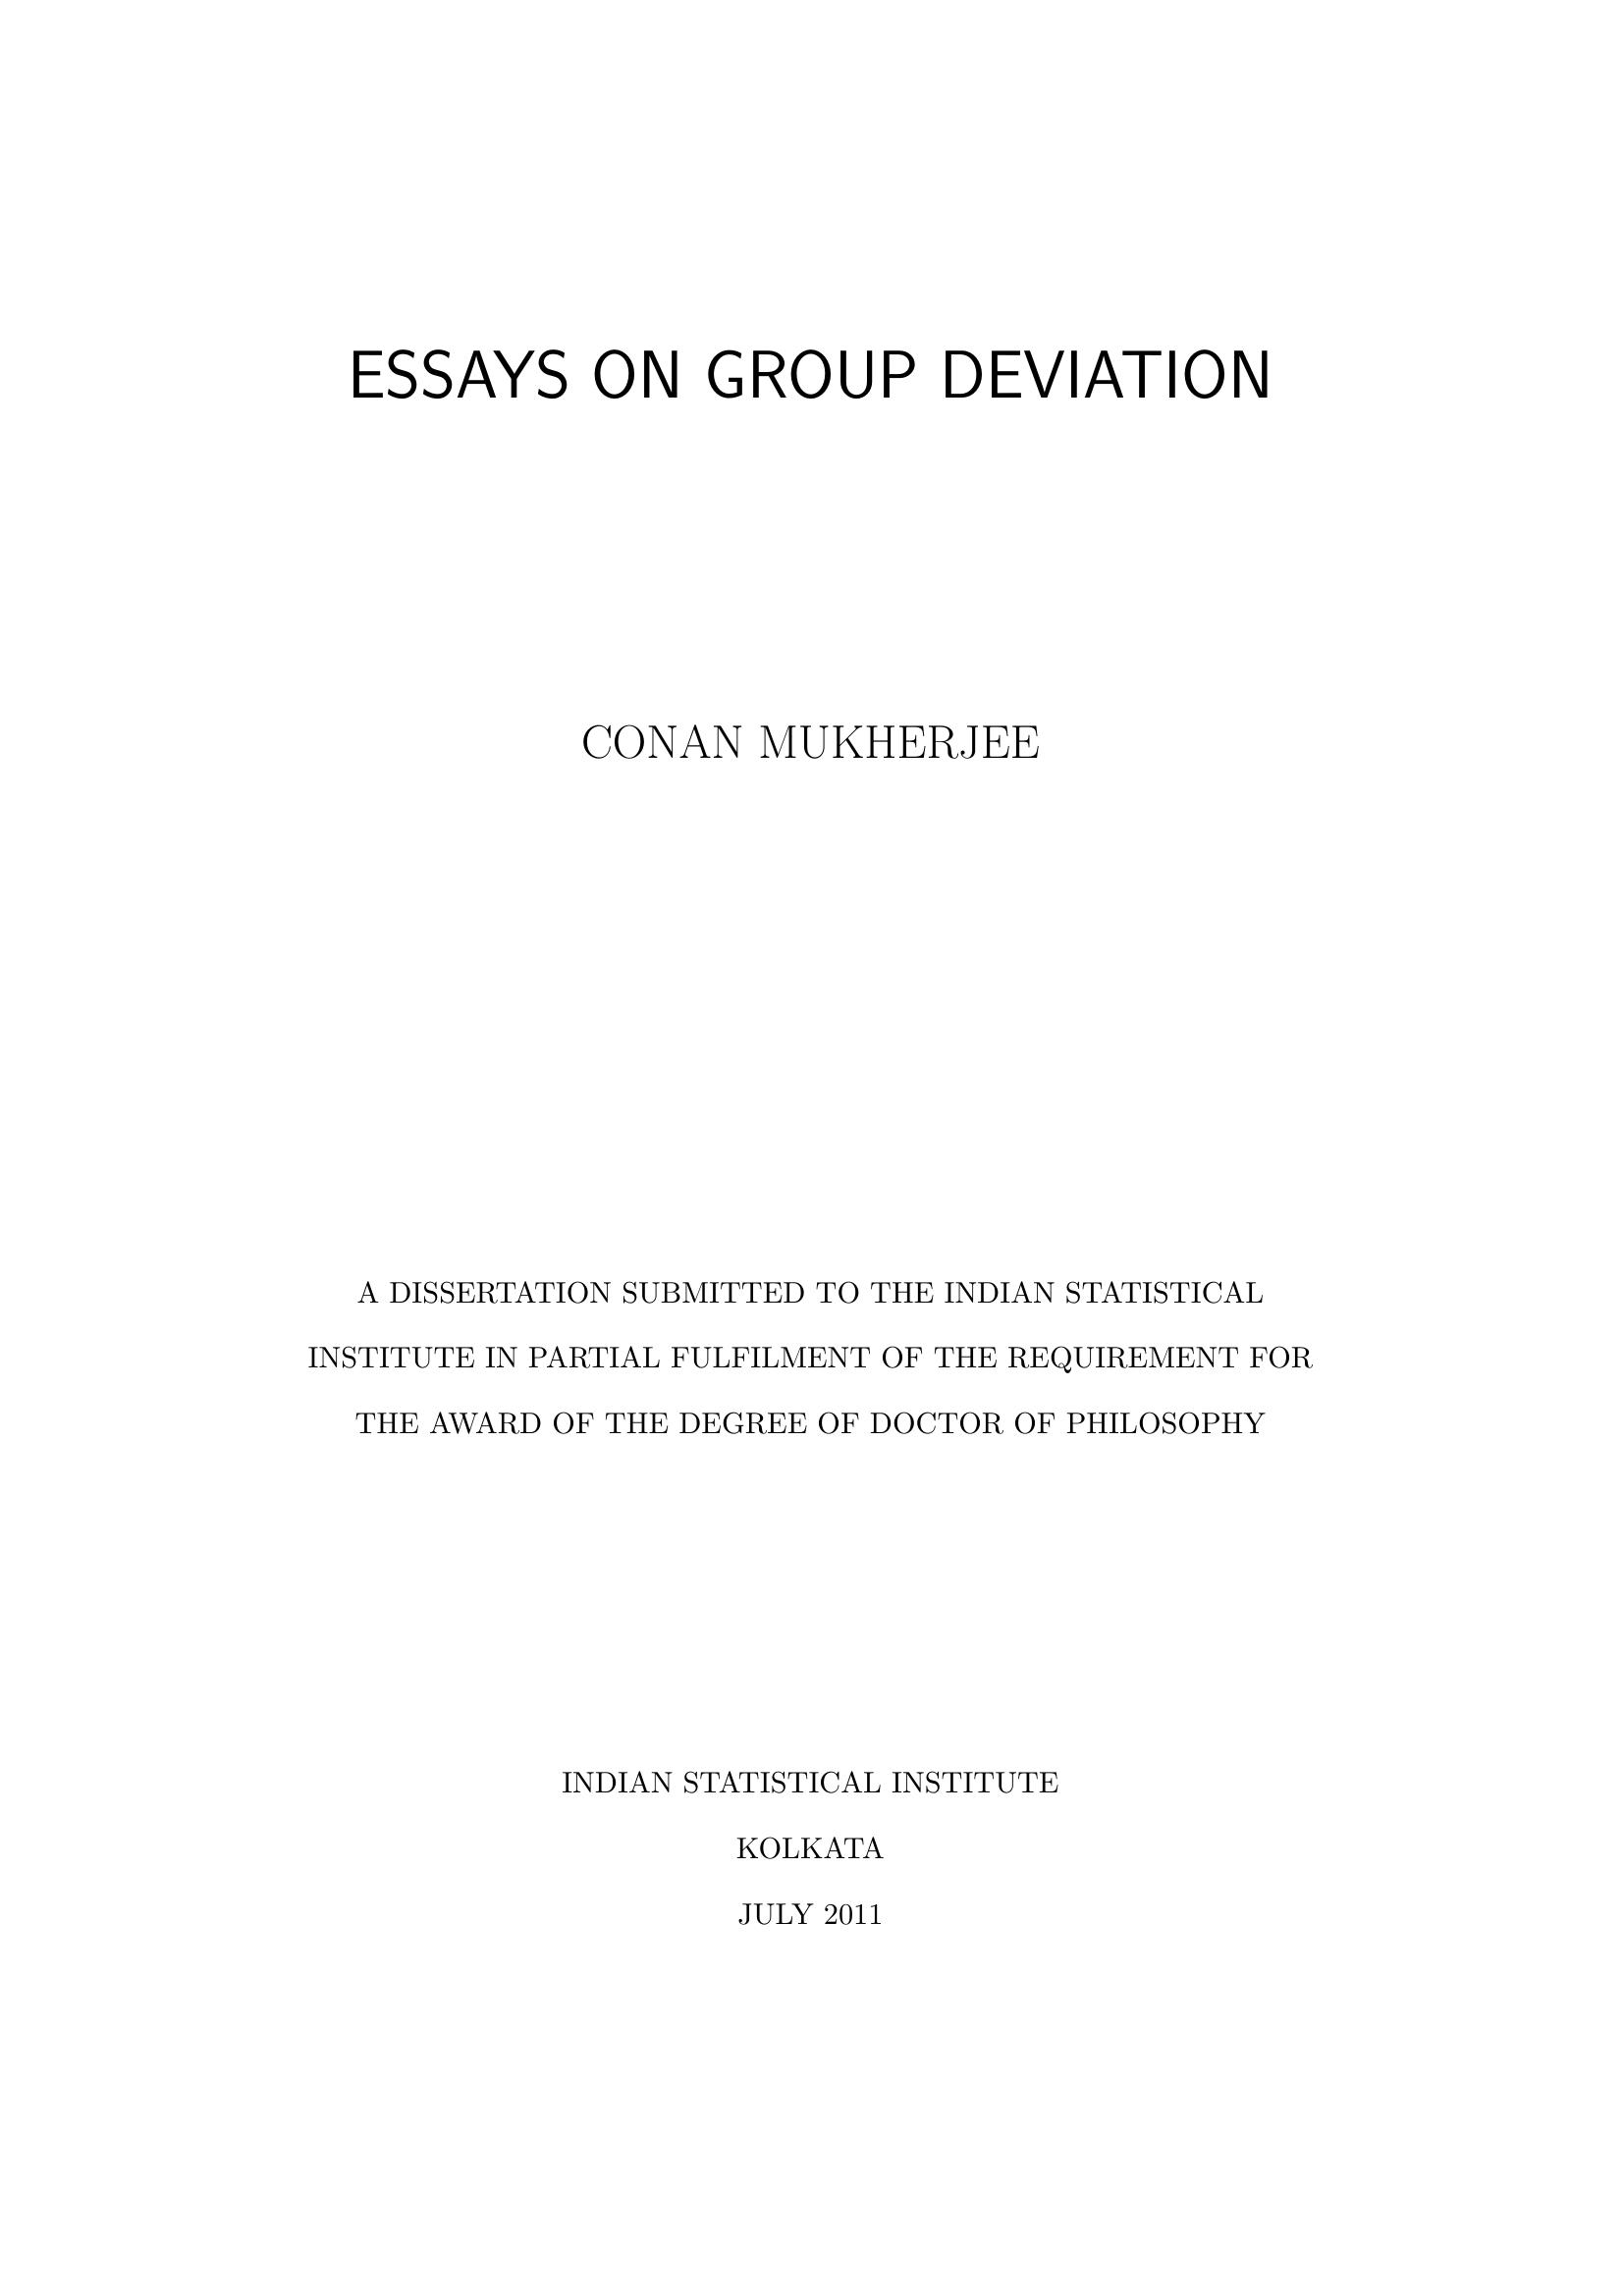 ESSAYS ON GROUP DEVIATION
CONAN MUKHERJEE
A DISSERTATION SUBMITTED TO THE INDIAN STATISTICAL
INSTITUTE IN PARTIAL FULFILMENT OF THE REQUIREMENT FOR
THE AWARD OF THE DEGREE OF DOCTOR OF PHILOSOPHY
INDIAN STATISTICAL INSTITUTE
KOLKATA
JULY 2011